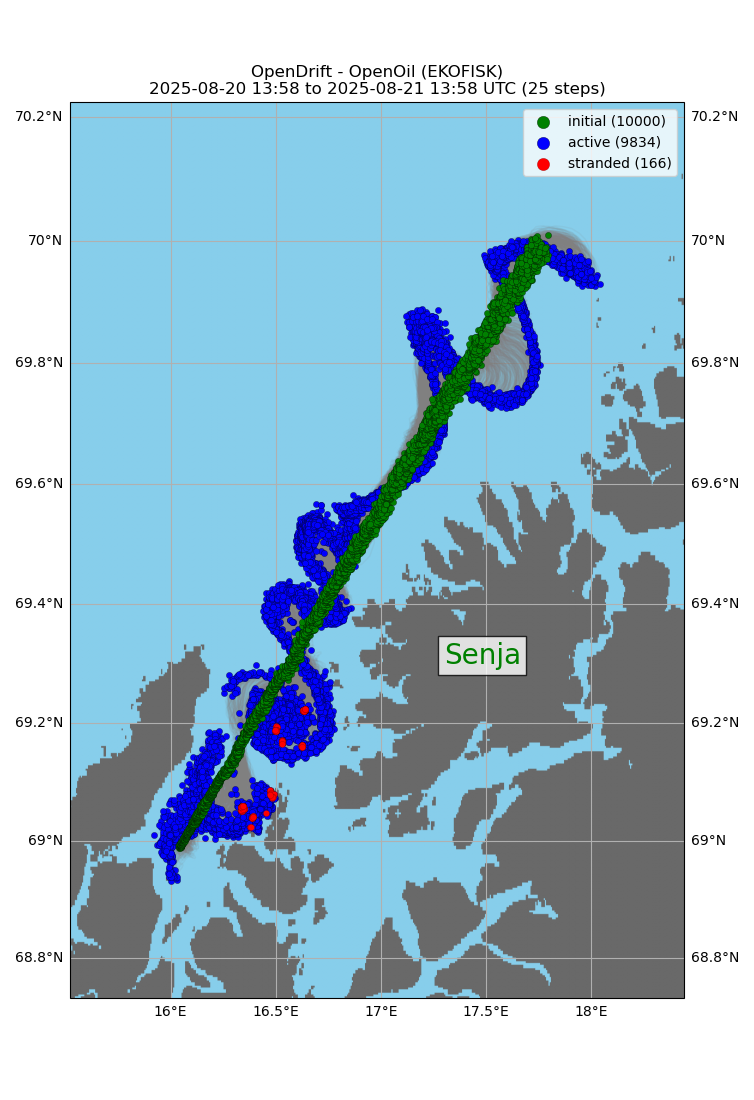 OpenDrift - OpenOil (EKOFISK)
2025-08-20 13:58 to 2025-08-21 13:58 UTC (25 steps)
initial (10000)
active (9834)
stranded (166)
70.2°N 70.2°N
70°N 70°N
69.8°N 69.8°N
69.6°N 69.6°N
69.4°N 69.4°N
Senja
69.2°N 69.2°N
69°N 69°N
68.8°N 68.8°N
16°E 16.5°E 17°E 17.5°E 18°E